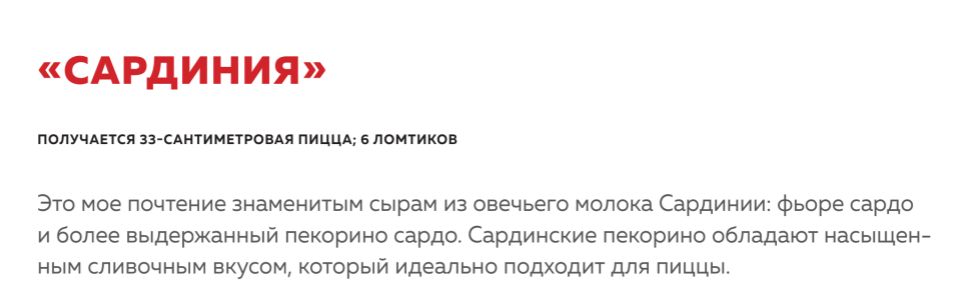 «САРДИНИЯ»
ПОЛУЧАЕТСЯ 33-САНТИМЕТРОВАЯ ПИЦЦА; 6 ЛОМТИКОВ
Это мое почтение знаменитым сырам из овечьего молока Сардинии: фьоре сардо
и более выдержанный пекорино сардо. Сардинские пекорино обладают насыщен-
ным сливочным вкусом, который идеально подходит для пиццы.